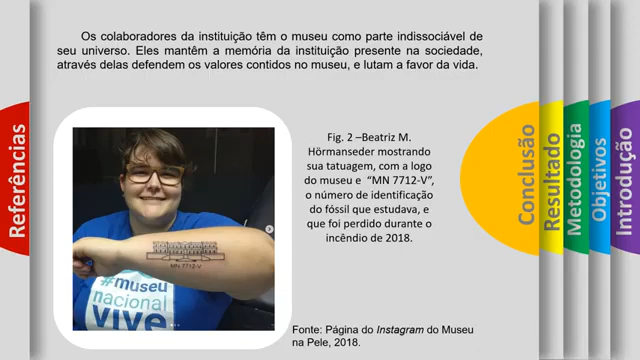 Os colaboradores da instituição têm o museu como parte indissociável de
seu universo. Eles mantêm a memória da instituição presente na sociedade,
através delas defendem os valores contidos no museu, e lutam a favor da vida.
Referências
MN 7712-V
#museu
nacional
vive
Fig. 2 –Beatriz M.
Hörmanseder mostrando
sua tatuagem, com a logo
do museu e “MN 7712-V”,
o número de identificação
do fóssil que estudava, e
que foi perdido durante o
incêndio de 2018.
Fonte: Página do Instagram do Museu
na Pele, 2018.
Conclusão
Resultado
Metodologia
Objetivos
Introdução